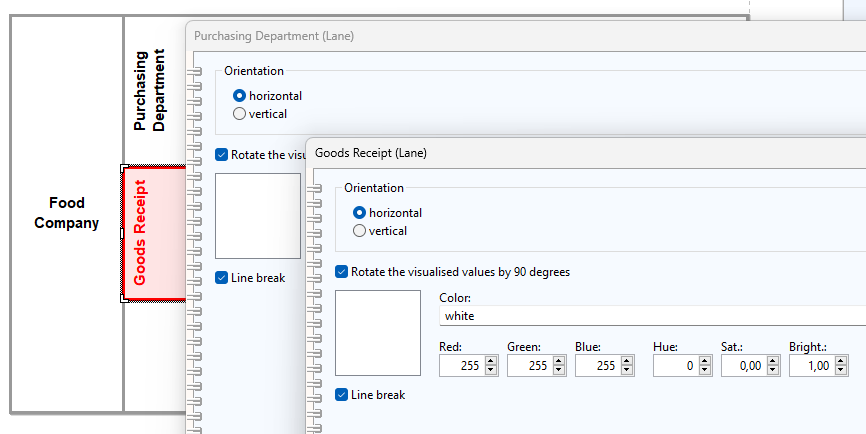 Purchasing Department (Lane)
Orientation
horizontal
vertical
Rotate the visu
Line break
Purchasing
Department
Goods Receipt
Food
Company
Goods Receipt (Lane)
Orientation
horizontal
vertical
Rotate the visualised values by 90 degrees
Color:
white
Red: Green: Blue: Hue: Sat.: Bright.:
255 255 255 0 0,00 1,00
Line break